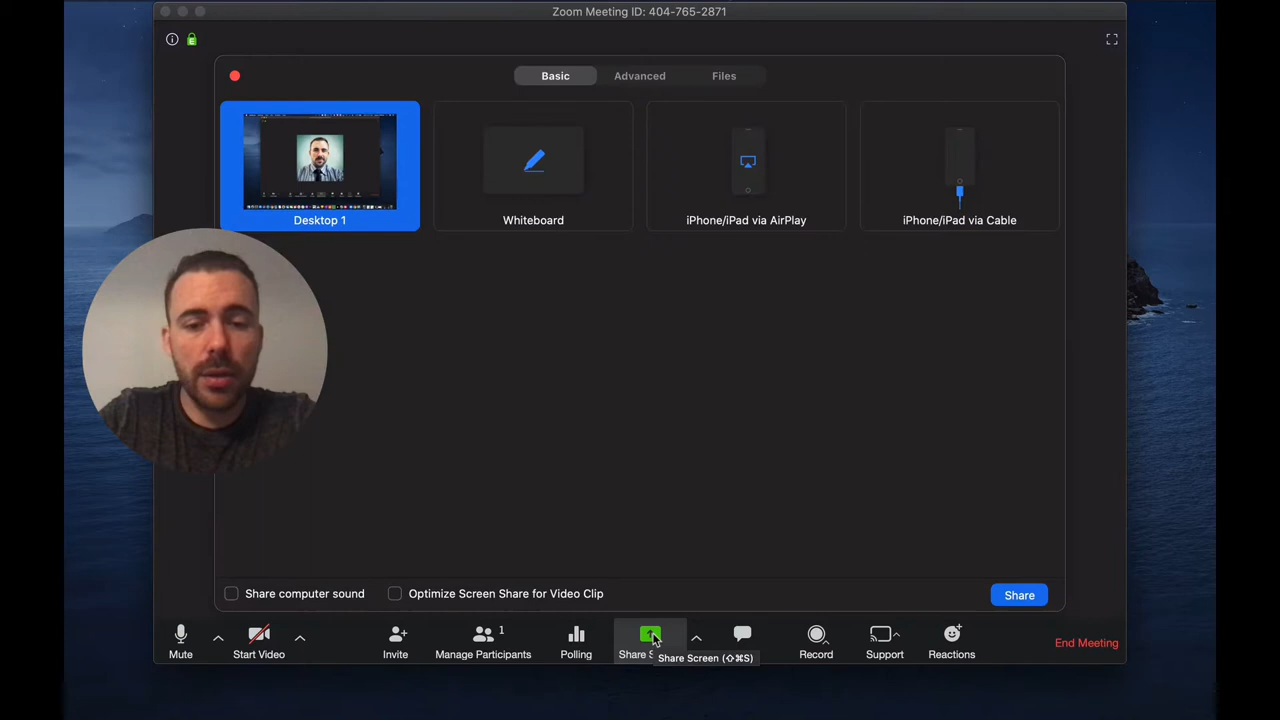 Zoom Meeting ID: 404-765-2871
Basic
Advanced
Files
Desktop 1
Whiteboard
iPhone/iPad via AirPlay
iPhone/iPad via Cable
Share computer sound
Optimize Screen Share for Video Clip
Share
1
Mute
Start Video
Invite
Manage Participants
Polling
Share S
Share Screen (⇧⌘S)
Record
Support
Reactions
End Meeting